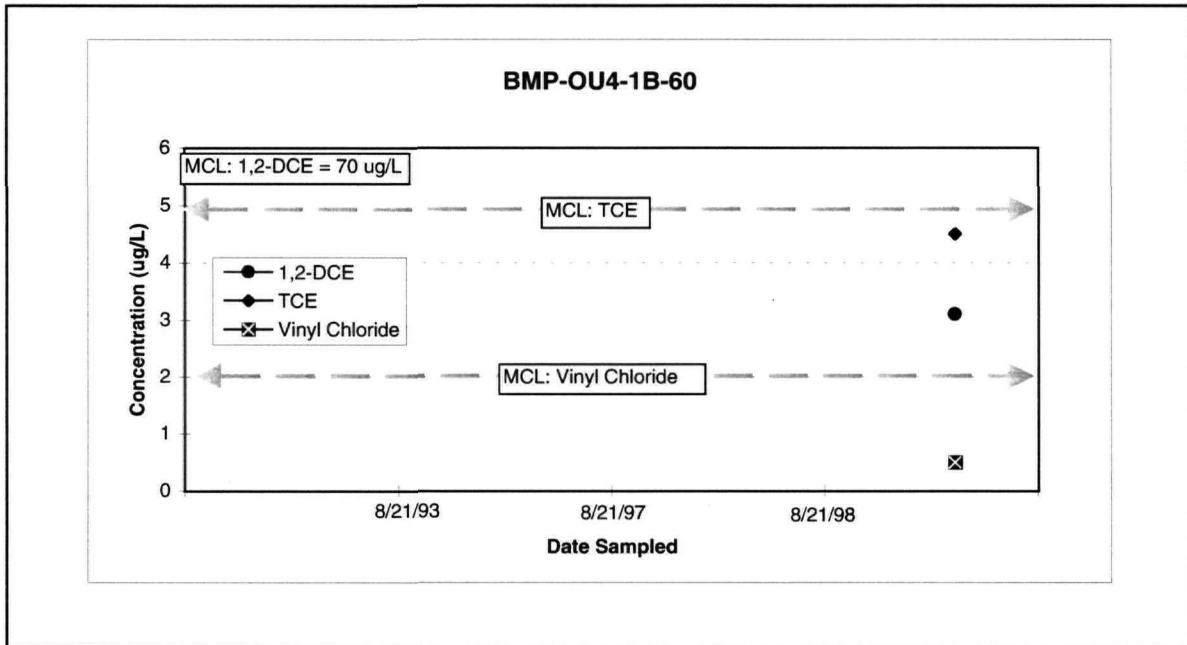 BMP-OU4-1B-60
6
MCL: 1,2-DCE = 70 ug/L
5
MCL: TCE
4
1,2-DCE
TCE
3
Vinyl Chloride
2
MCL: Vinyl Chloride
1
0
Concentration (ug/L)
8/21/93
8/21/97
8/21/98
Date Sampled